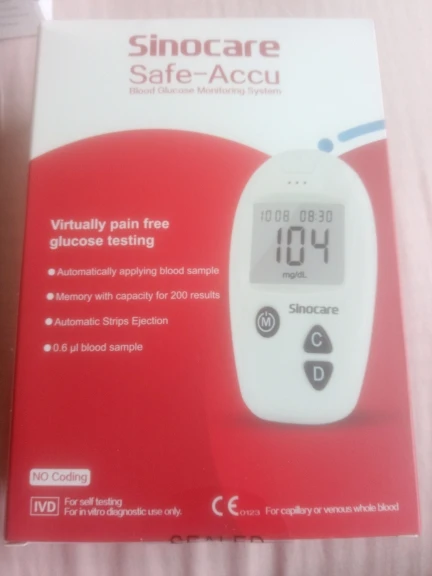 Sinocare
Safe-Accu
Blood Glucose Monitoring System
1008 08:30
104
mg/dL
Virtually pain free
glucose testing
Automatically applying blood sample
Memory with capacity for 200 results
Automatic Strips Ejection
0.6 µl blood sample
Sinocare
M
C
D
NO Coding
IVD
For self testing
For in vitro diagnostic use only.
CE 0123
For capillary or venous whole blood